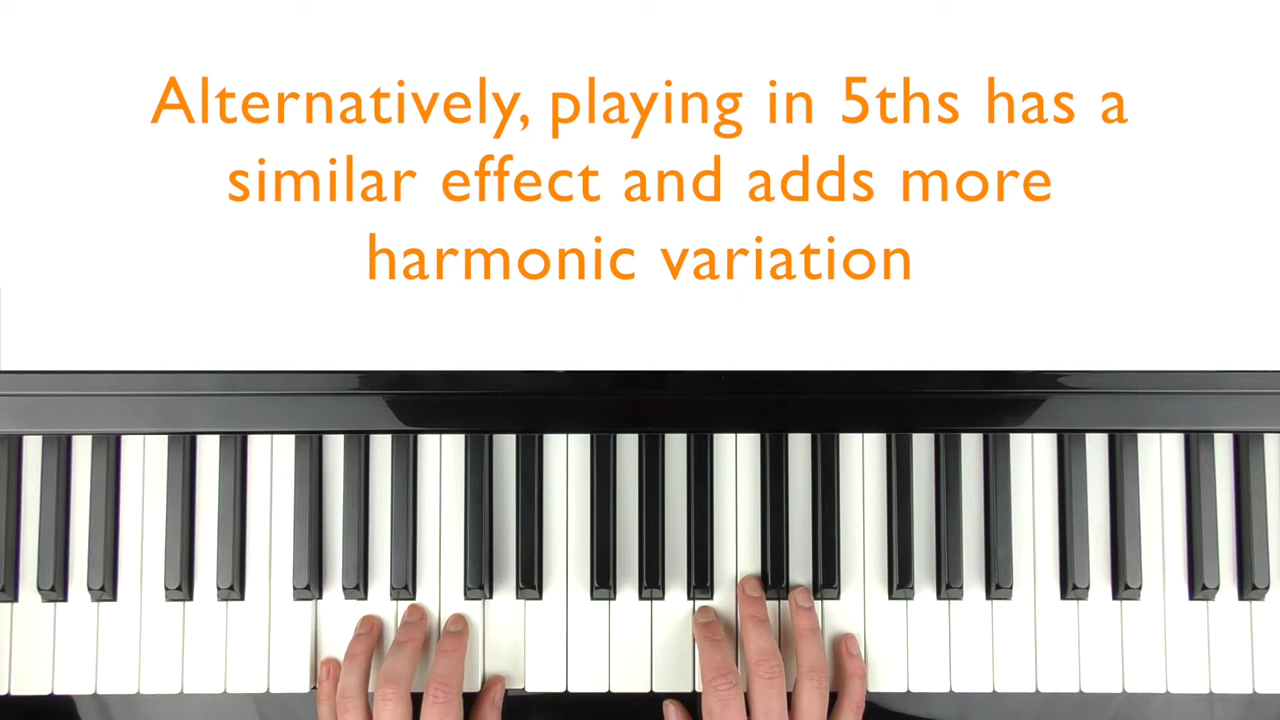 Alternatively, playing in 5ths has a
similar effect and adds more
harmonic variation